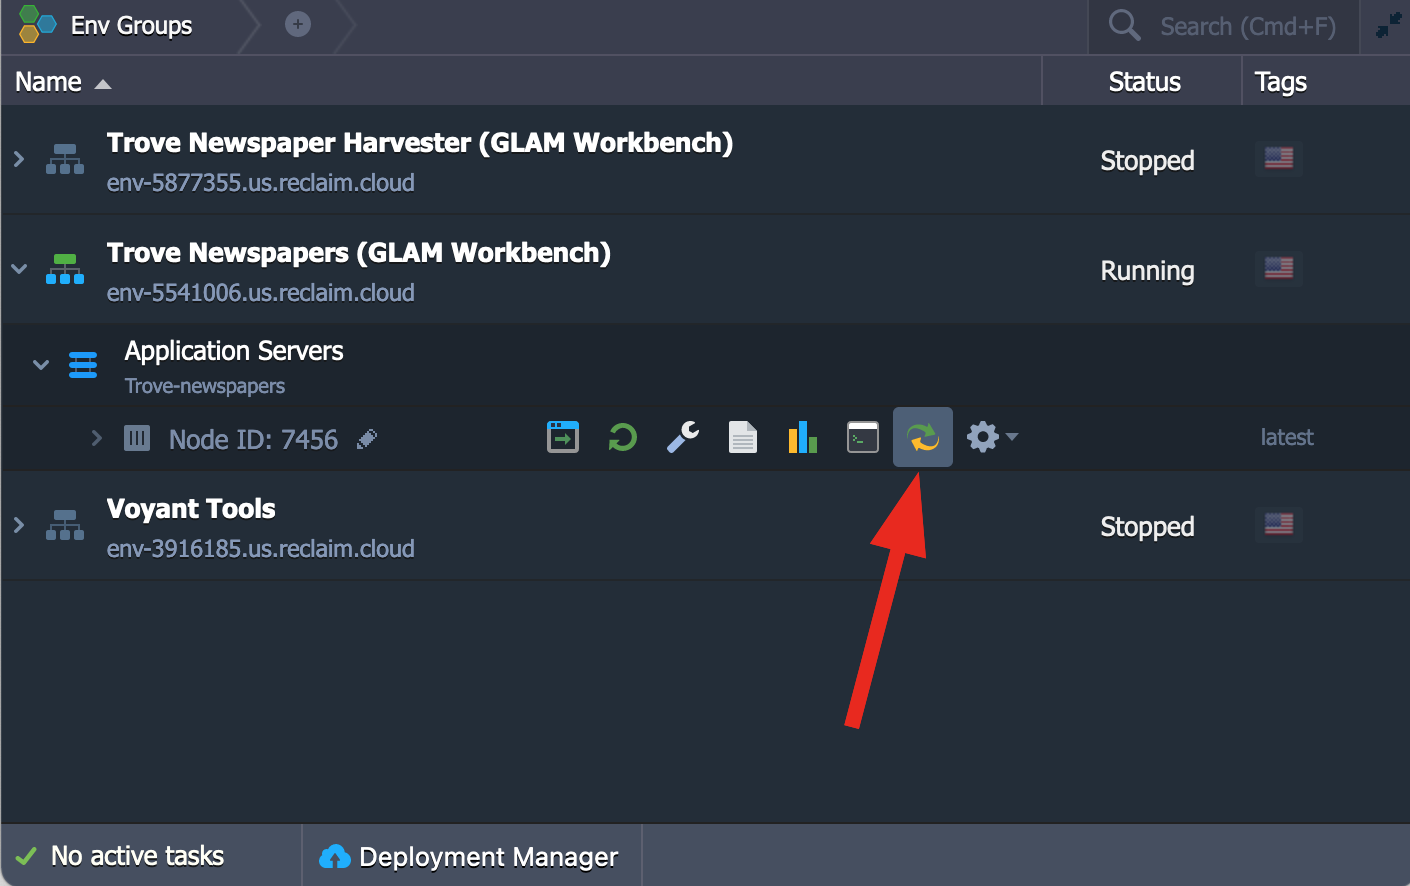 Env Groups
Search (Cmd+F)
Name
Status
Tags
Trove Newspaper Harvester (GLAM Workbench)
env-5877355.us.reclaim.cloud
Stopped
Trove Newspapers (GLAM Workbench)
env-5541006.us.reclaim.cloud
Running
Application Servers
Trove-newspapers
Node ID: 7456
latest
Voyant Tools
env-3916185.us.reclaim.cloud
Stopped
No active tasks
Deployment Manager